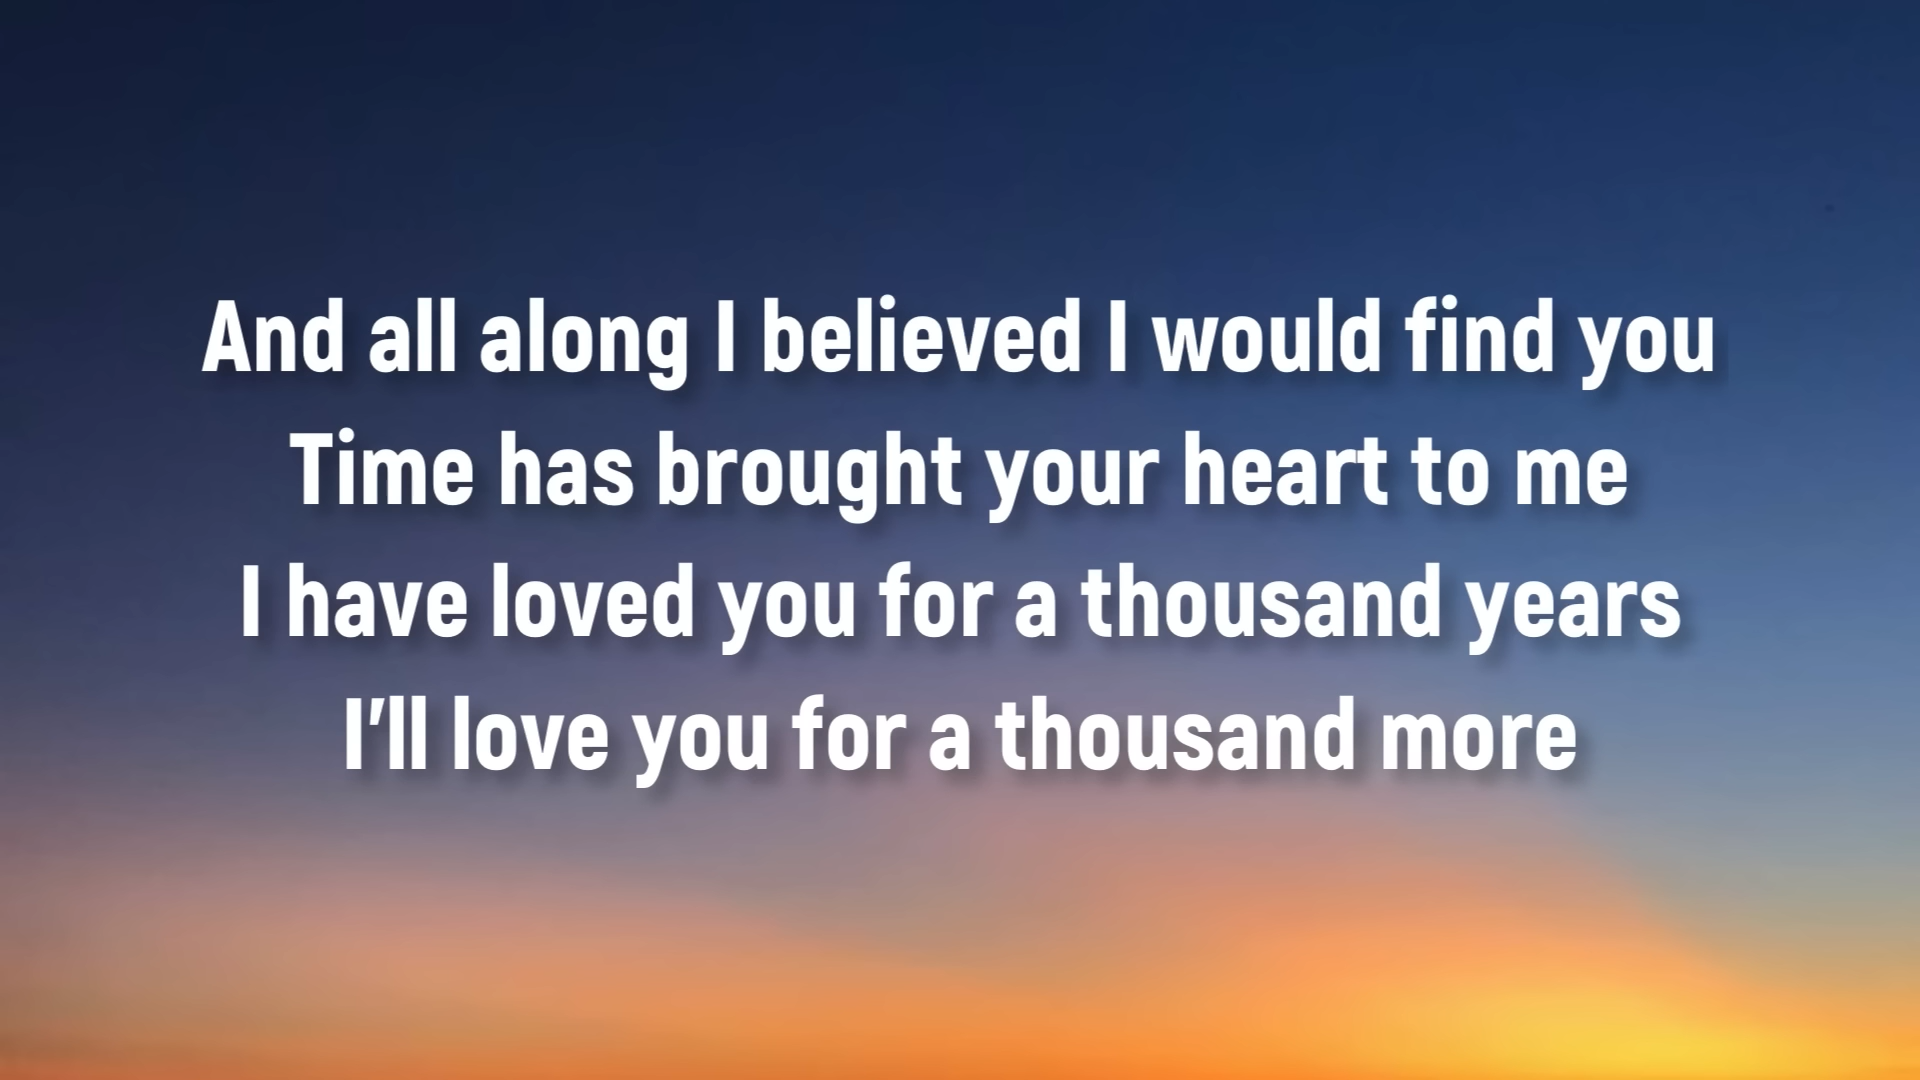 And all along I believed I would find you
Time has brought your heart to me
I have loved you for a thousand years
I'll love you for a thousand more